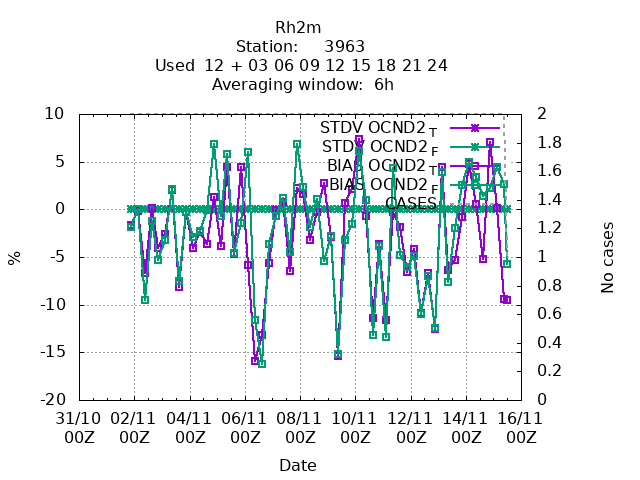 Rh2m
Station: 3963
Used 12 + 03 06 09 12 15 18 21 24
Averaging window: 6h
STDV OCND2 T
STDV OCND2 F
BIAS OCND2 T
BIAS OCND2 F
CASES
10
5
0
-5
-10
-15
-20
%
2
1.8
1.6
1.4
1.2
1
0.8
0.6
0.4
0.2
0
No cases
31/10 02/11 04/11 06/11 08/11 10/11 12/11 14/11 16/11
00Z 00Z 00Z 00Z 00Z 00Z 00Z 00Z 00Z
Date